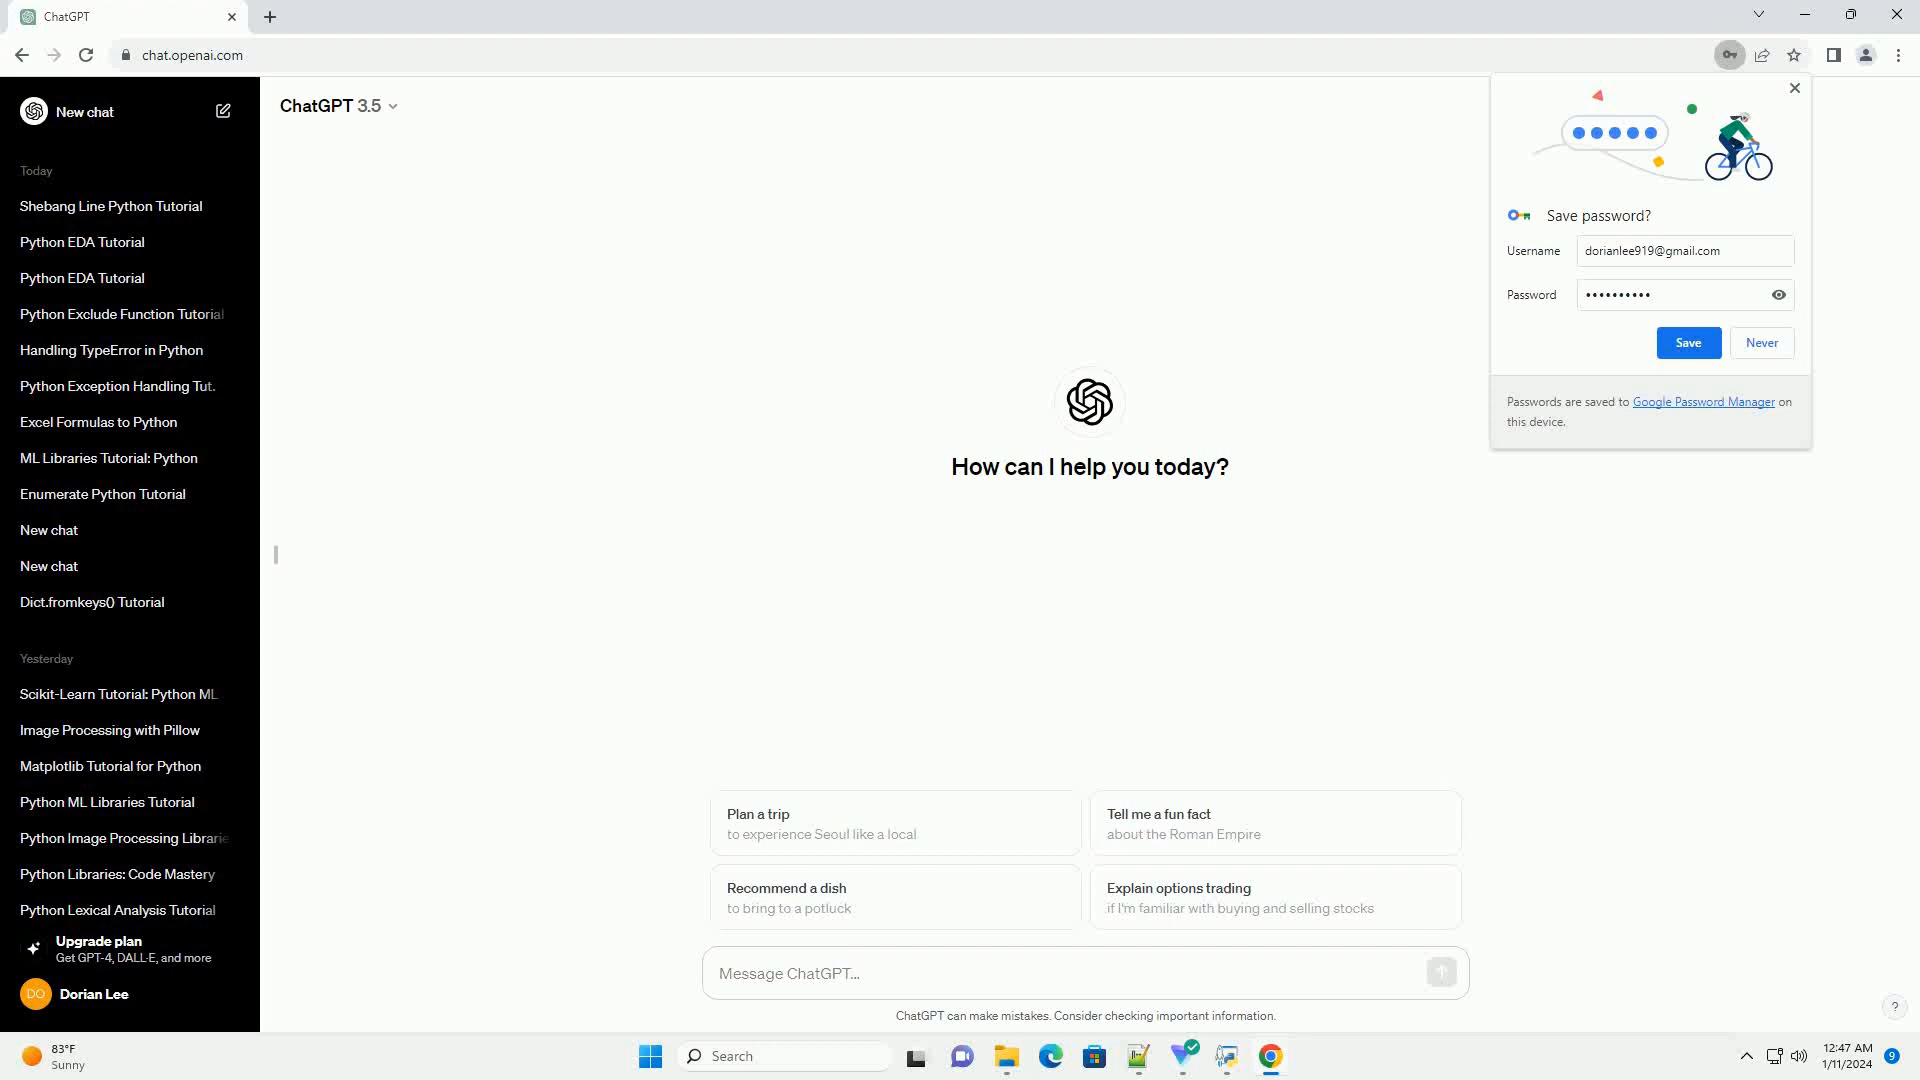 ChatGPT
chat.openai.com
New chat
Today
Shebang Line Python Tutorial
Python EDA Tutorial
Python EDA Tutorial
Python Exclude Function Tutorial
Handling TypeError in Python
Python Exception Handling Tut.
Excel Formulas to Python
ML Libraries Tutorial: Python
Enumerate Python Tutorial
New chat
New chat
Dict.fromkeys() Tutorial
Yesterday
Scikit-Learn Tutorial: Python ML
Image Processing with Pillow
Matplotlib Tutorial for Python
Python ML Libraries Tutorial
Python Image Processing Librarie
Python Libraries: Code Mastery
Python Lexical Analysis Tutorial
Upgrade plan
Get GPT-4, DALL·E, and more
DO Dorian Lee
ChatGPT 3.5
How can I help you today?
Plan a trip
to experience Seoul like a local
Tell me a fun fact
about the Roman Empire
Recommend a dish
to bring to a potluck
Explain options trading
if I'm familiar with buying and selling stocks
Message ChatGPT...
ChatGPT can make mistakes. Consider checking important information.
?
Save password?
Username dorianlee919@gmail.com
Password ••••••••••
Save Never
Passwords are saved to Google Password Manager on
this device.
83°F
Sunny
Search
12:47 AM
1/11/2024
9